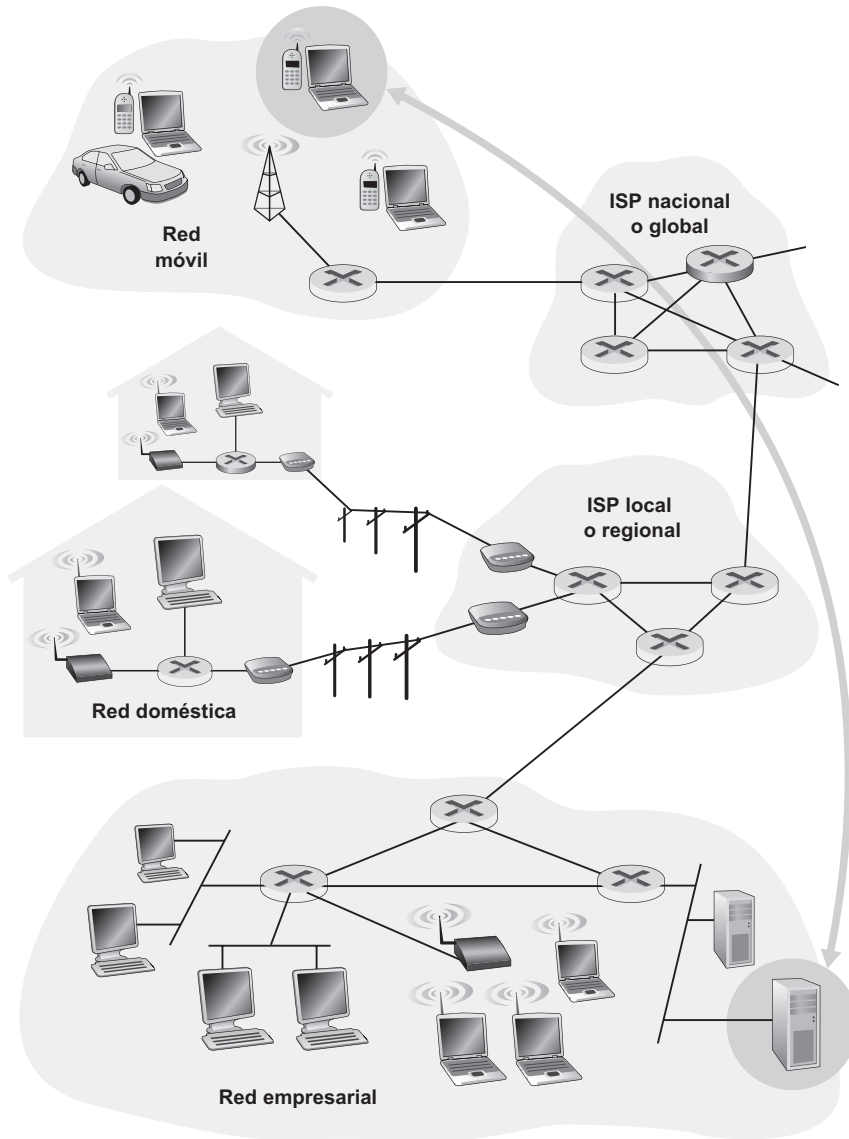 ISP nacional
o global
Red
móvil
ISP local
o regional
Red doméstica
Red empresarial